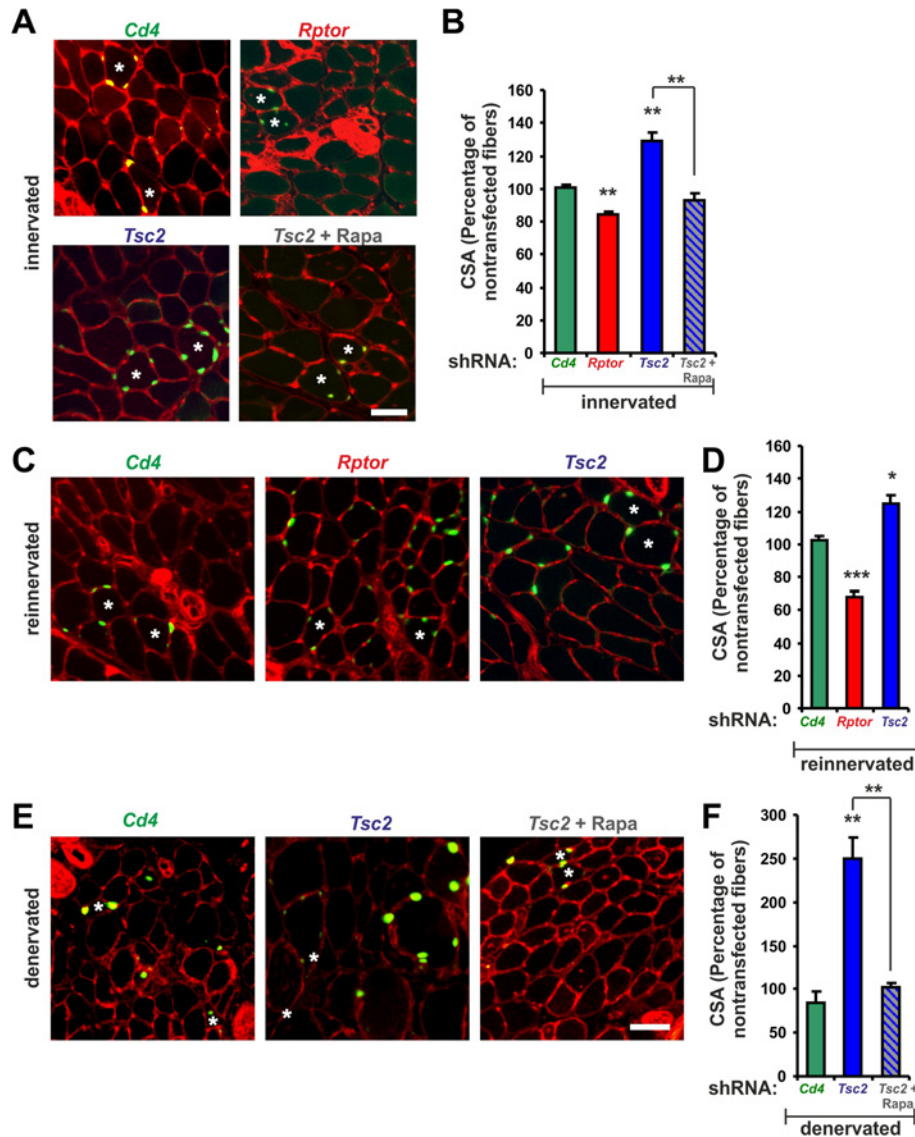 A
Cd4
Rptor
*
*
*
*
innervated
Tsc2
Tsc2 + Rapa
*
*
*
*
B
CSA (Percentage of
nontransfected fibers)
160
140
120
100
80
60
40
20
0
**
**
**
shRNA:
Cd4
Rptor
Tsc2
Tsc2 +
Rapa
innervated
C
Cd4
Rptor
Tsc2
reinnervated
*
*
*
*
*
*
D
CSA (Percentage of
nontransfected fibers)
160
140
120
100
80
60
40
20
0
***
*
shRNA:
Cd4
Rptor
Tsc2
reinnervated
E
Cd4
Tsc2
Tsc2 + Rapa
denervated
*
*
*
*
*
*
F
CSA (Percentage of
nontransfected fibers)
300
250
200
150
100
50
0
**
**
shRNA:
Cd4
Tsc2
Tsc2 +
Rapa
denervated